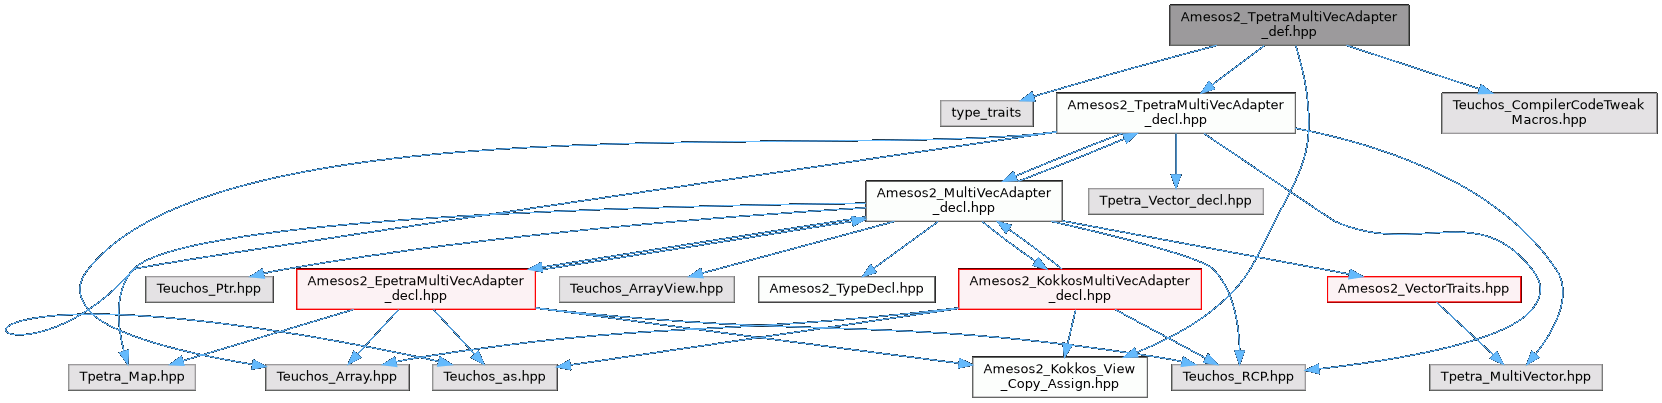 Amesos2_TpetraMultiVecAdapter
_def.hpp
type_traits
Amesos2_TpetraMultiVecAdapter
_decl.hpp
Teuchos_CompilerCodeTweak
Macros.hpp
Amesos2_MultiVecAdapter
_decl.hpp
Tpetra_Vector_decl.hpp
Teuchos_Ptr.hpp
Amesos2_EpetraMultiVecAdapter
_decl.hpp
Teuchos_ArrayView.hpp
Amesos2_TypeDecl.hpp
Amesos2_KokkosMultiVecAdapter
_decl.hpp
Amesos2_VectorTraits.hpp
Tpetra_Map.hpp
Teuchos_Array.hpp
Teuchos_as.hpp
Amesos2_Kokkos_View
_Copy_Assign.hpp
Teuchos_RCP.hpp
Tpetra_MultiVector.hpp